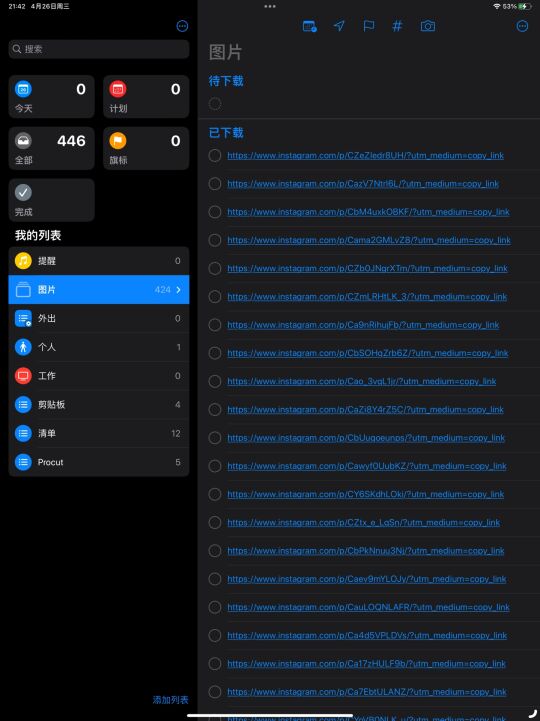 21:42 4月26日周三
53%
搜索
26
0
今天
0
计划
446
全部
0
旗标
完成
我的列表
提醒 0
图片 424
外出 0
个人 1
工作 0
剪贴板 4
清单 12
Procut 5
添加列表
图片
待下载
已下载
https://www.instagram.com/p/CZeZIedr8UH/?utm_medium=copy_link
https://www.instagram.com/p/CazV7Ntrl6L/?utm_medium=copy_link
https://www.instagram.com/p/CbM4uxkOBKF/?utm_medium=copy_link
https://www.instagram.com/p/Cama2GMLvZ8/?utm_medium=copy_link
https://www.instagram.com/p/CZb0JNqrXTm/?utm_medium=copy_link
https://www.instagram.com/p/CZmLRHtLK_3/?utm_medium=copy_link
https://www.instagram.com/p/Ca9nRihujFb/?utm_medium=copy_link
https://www.instagram.com/p/CbSOHqZrb6Z/?utm_medium=copy_link
https://www.instagram.com/p/Cao_3vqL1jr/?utm_medium=copy_link
https://www.instagram.com/p/CaZi8Y4rZ5C/?utm_medium=copy_link
https://www.instagram.com/p/CbUuqoeunps/?utm_medium=copy_link
https://www.instagram.com/p/Cawyf0UubKZ/?utm_medium=copy_link
https://www.instagram.com/p/CY6SKdhLOki/?utm_medium=copy_link
https://www.instagram.com/p/CZtx_e_LqSn/?utm_medium=copy_link
https://www.instagram.com/p/CbPkNnuu3Nj/?utm_medium=copy_link
https://www.instagram.com/p/Caev9mYLOJy/?utm_medium=copy_link
https://www.instagram.com/p/CauLOQNLAFR/?utm_medium=copy_link
https://www.instagram.com/p/Ca4d5VPLDVs/?utm_medium=copy_link
https://www.instagram.com/p/Ca17zHULF9b/?utm_medium=copy_link
https://www.instagram.com/p/Ca7EbtULANZ/?utm_medium=copy_link